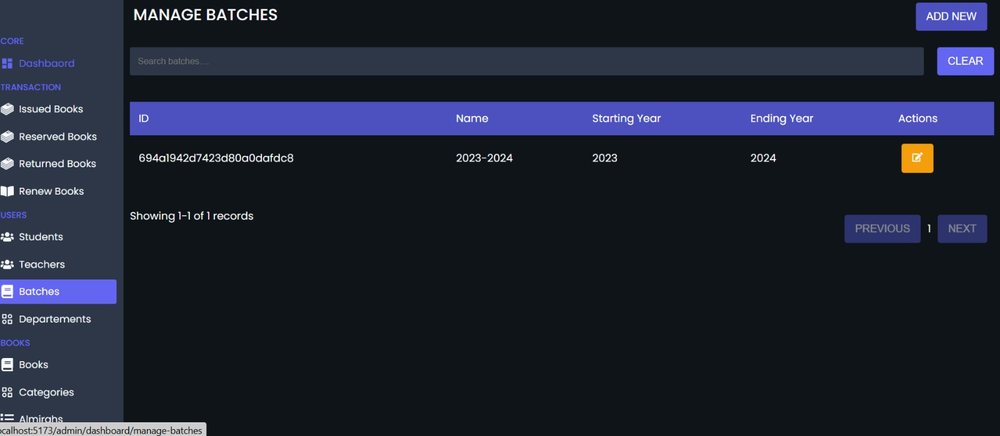 MANAGE BATCHES
ADD NEW
CORE
Dashbaord
TRANSACTION
Issued Books
Reserved Books
Returned Books
Renew Books
USERS
Students
Teachers
Batches
Departements
BOOKS
Books
Categories
Almirahs
Search batches....
CLEAR
ID Name Starting Year Ending Year Actions
694a1942d7423d80a0dafdc8 2023-2024 2023 2024
Showing 1-1 of 1 records
PREVIOUS 1 NEXT
ocalhost:5173/admin/dashboard/manage-batches